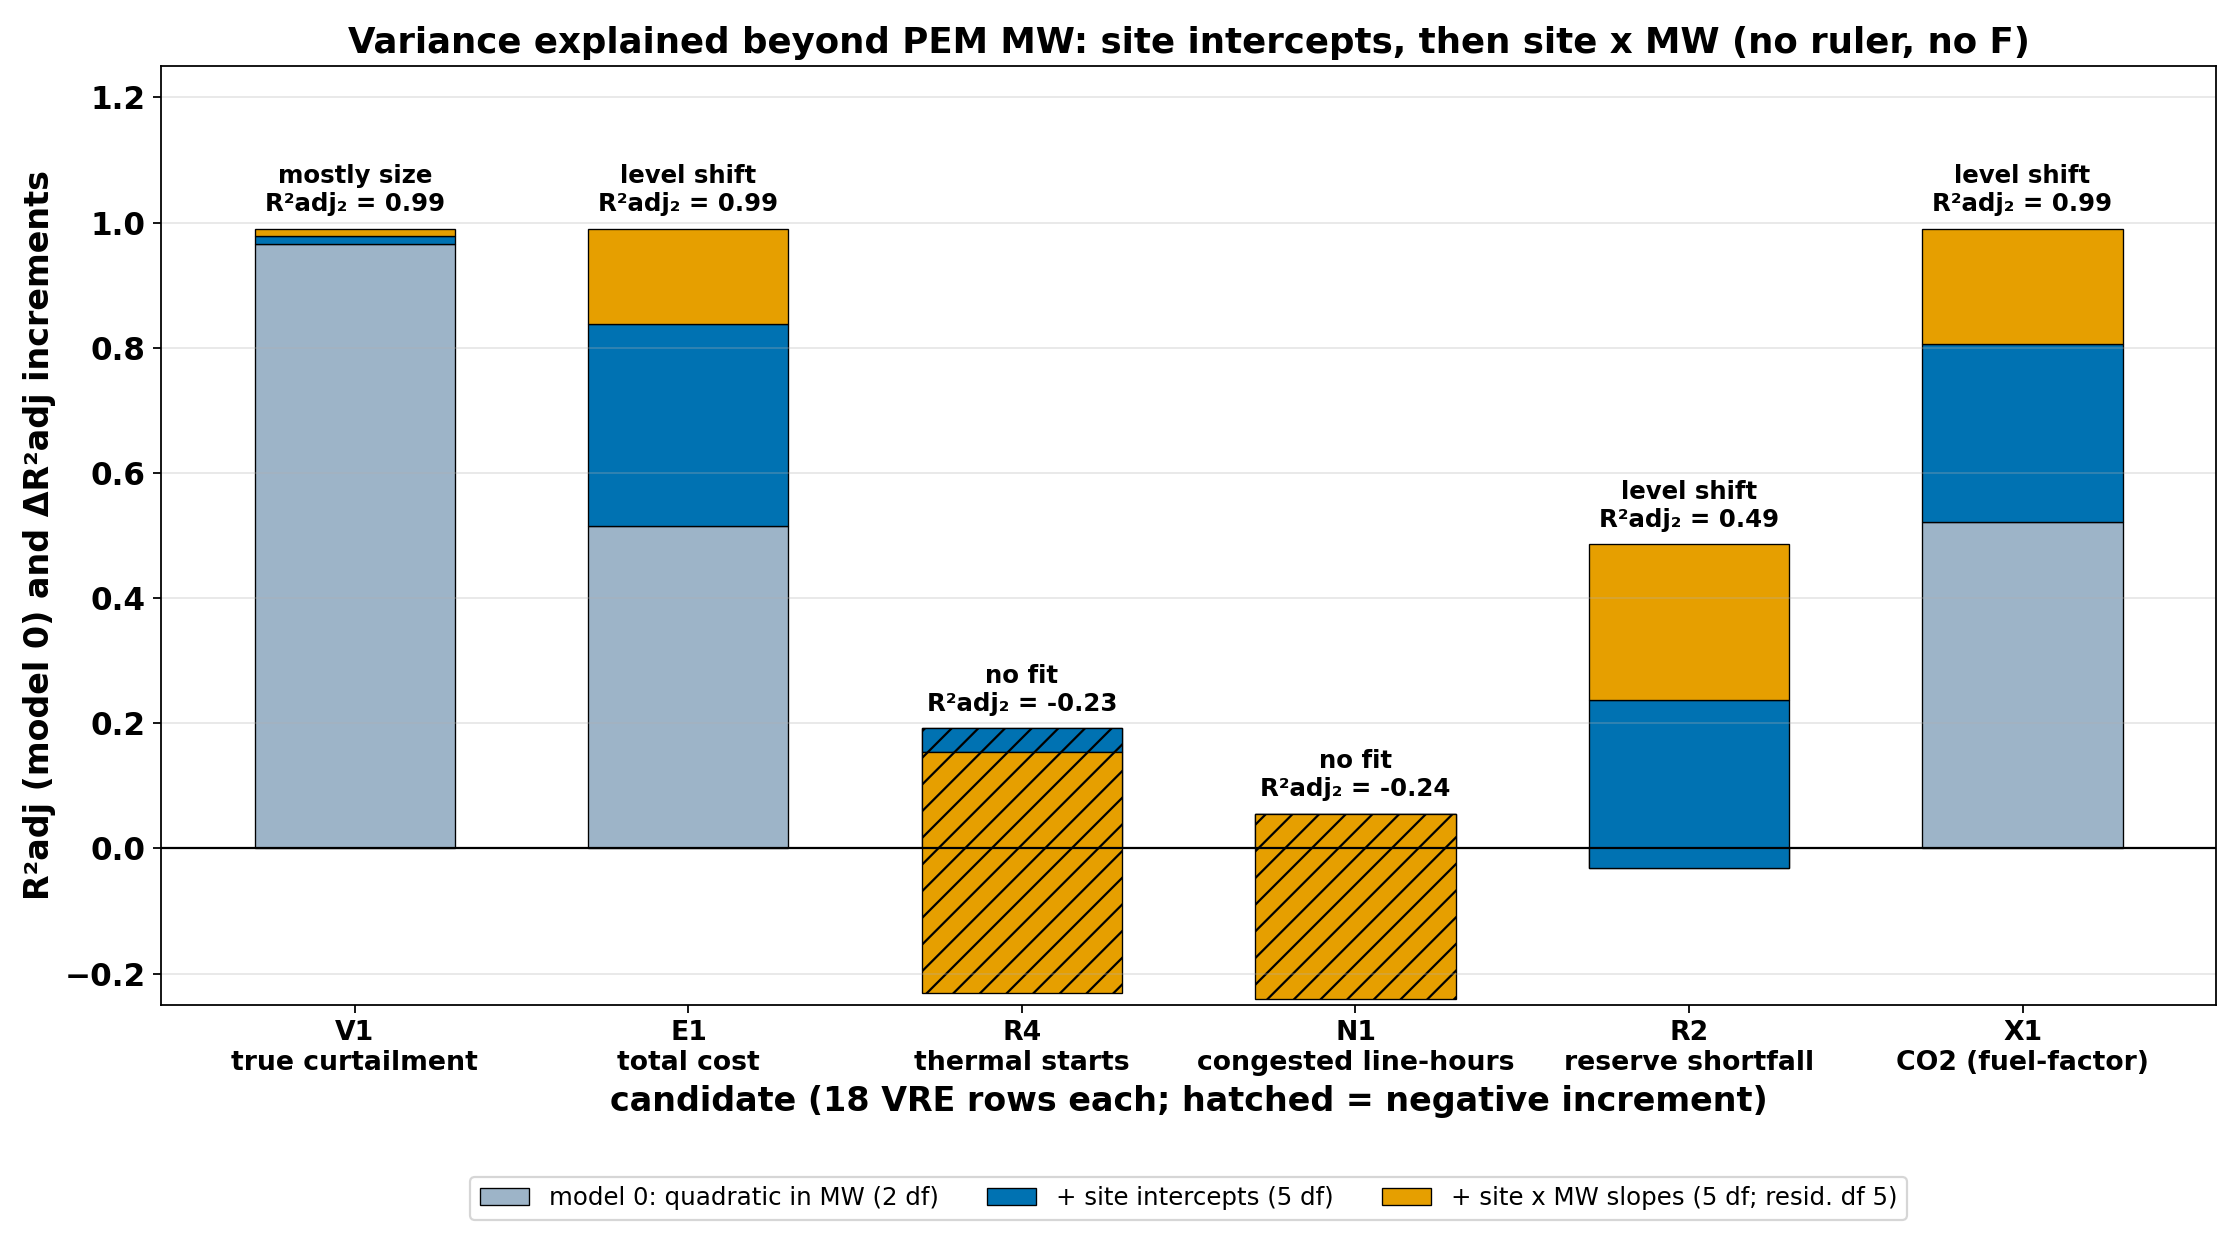 Variance explained beyond PEM MW: site intercepts, then site x MW (no ruler, no F)
R²adj (model 0) and ΔR²adj increments
1.2
1.0
0.8
0.6
0.4
0.2
0.0
−0.2
mostly size
R²adj₂ = 0.99
level shift
R²adj₂ = 0.99
no fit
R²adj₂ = -0.23
no fit
R²adj₂ = -0.24
level shift
R²adj₂ = 0.49
level shift
R²adj₂ = 0.99
V1
true curtailment
E1
total cost
R4
thermal starts
N1
congested line-hours
R2
reserve shortfall
X1
CO2 (fuel-factor)
candidate (18 VRE rows each; hatched = negative increment)
model 0: quadratic in MW (2 df)
+ site intercepts (5 df)
+ site x MW slopes (5 df; resid. df 5)